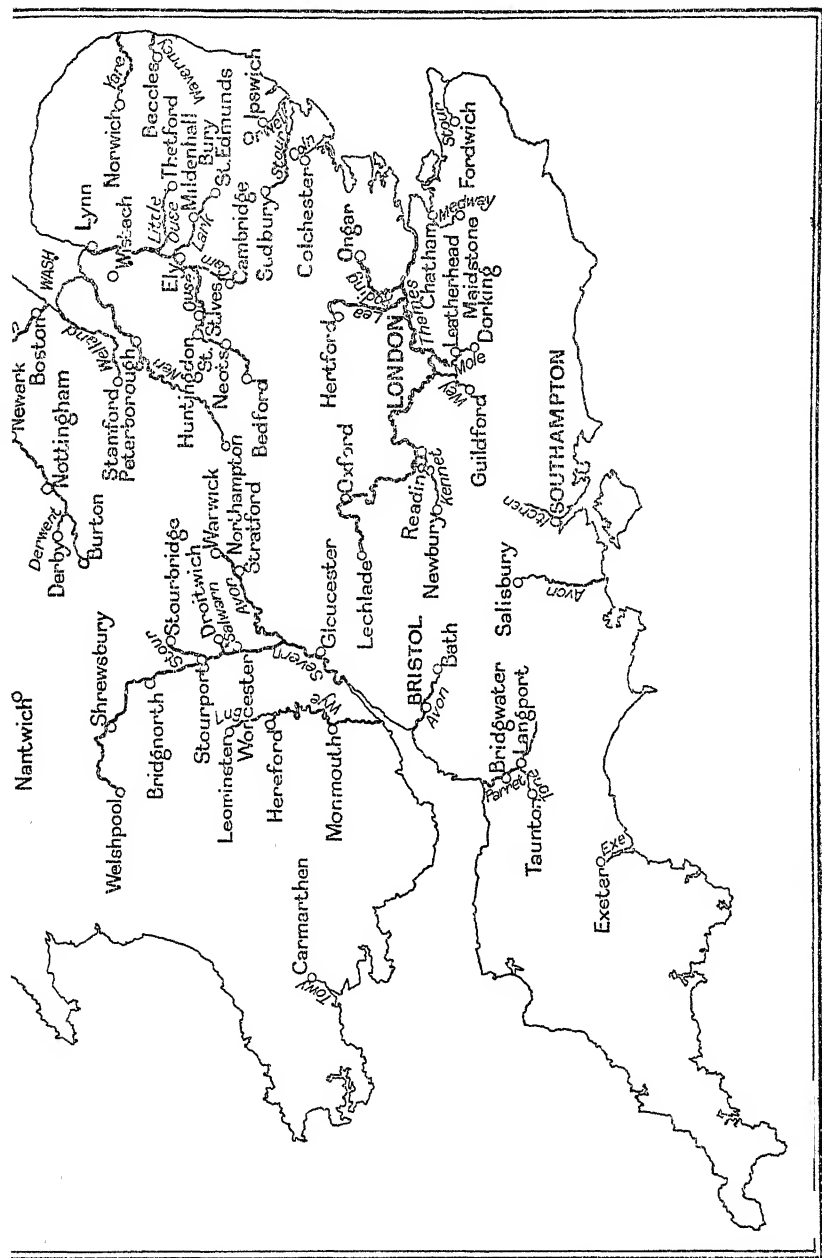 Nantwich
Newark
Boston
WASH
Nottingham
Derwent
Derby
Burton
Lynn
Wisbach
Welland
Stamford
Peterborough
Nen
Norwich
Yare
Beccles
Waveney
Little
Ouse
Thetford
Mildenhall
Lark
Bury
St. Edmunds
Ely
Cam
Ouse
Cambridge
Huntingdon
St. Ives
St.
Neots
Bedford
Ipswich
Stour
Sudbury
Colchester
Shrewsbury
Welshpool
Bridgnorth
Stour
Stourbridge
Stourport
Droitwich
Salwarp
Worcester
Warwick
Northampton
Stratford
Avon
Leominster
Lug
Hereford
Wye
Monmouth
Severn
Gloucester
Lechlade
Oxford
Hertford
Lea
Roding
Ongar
LONDON
Thames
Chatham
Medway
Maidstone
Stour
Fordwich
Leatherhead
Mole
Dorking
Wey
Guildford
Reading
Kennet
Newbury
Carmarthen
Towy
BRISTOL
Avon
Bath
Bridgwater
Langport
Parret
Taunton
Tone
Salisbury
Avon
Itchen
SOUTHAMPTON
Exeter
Exe